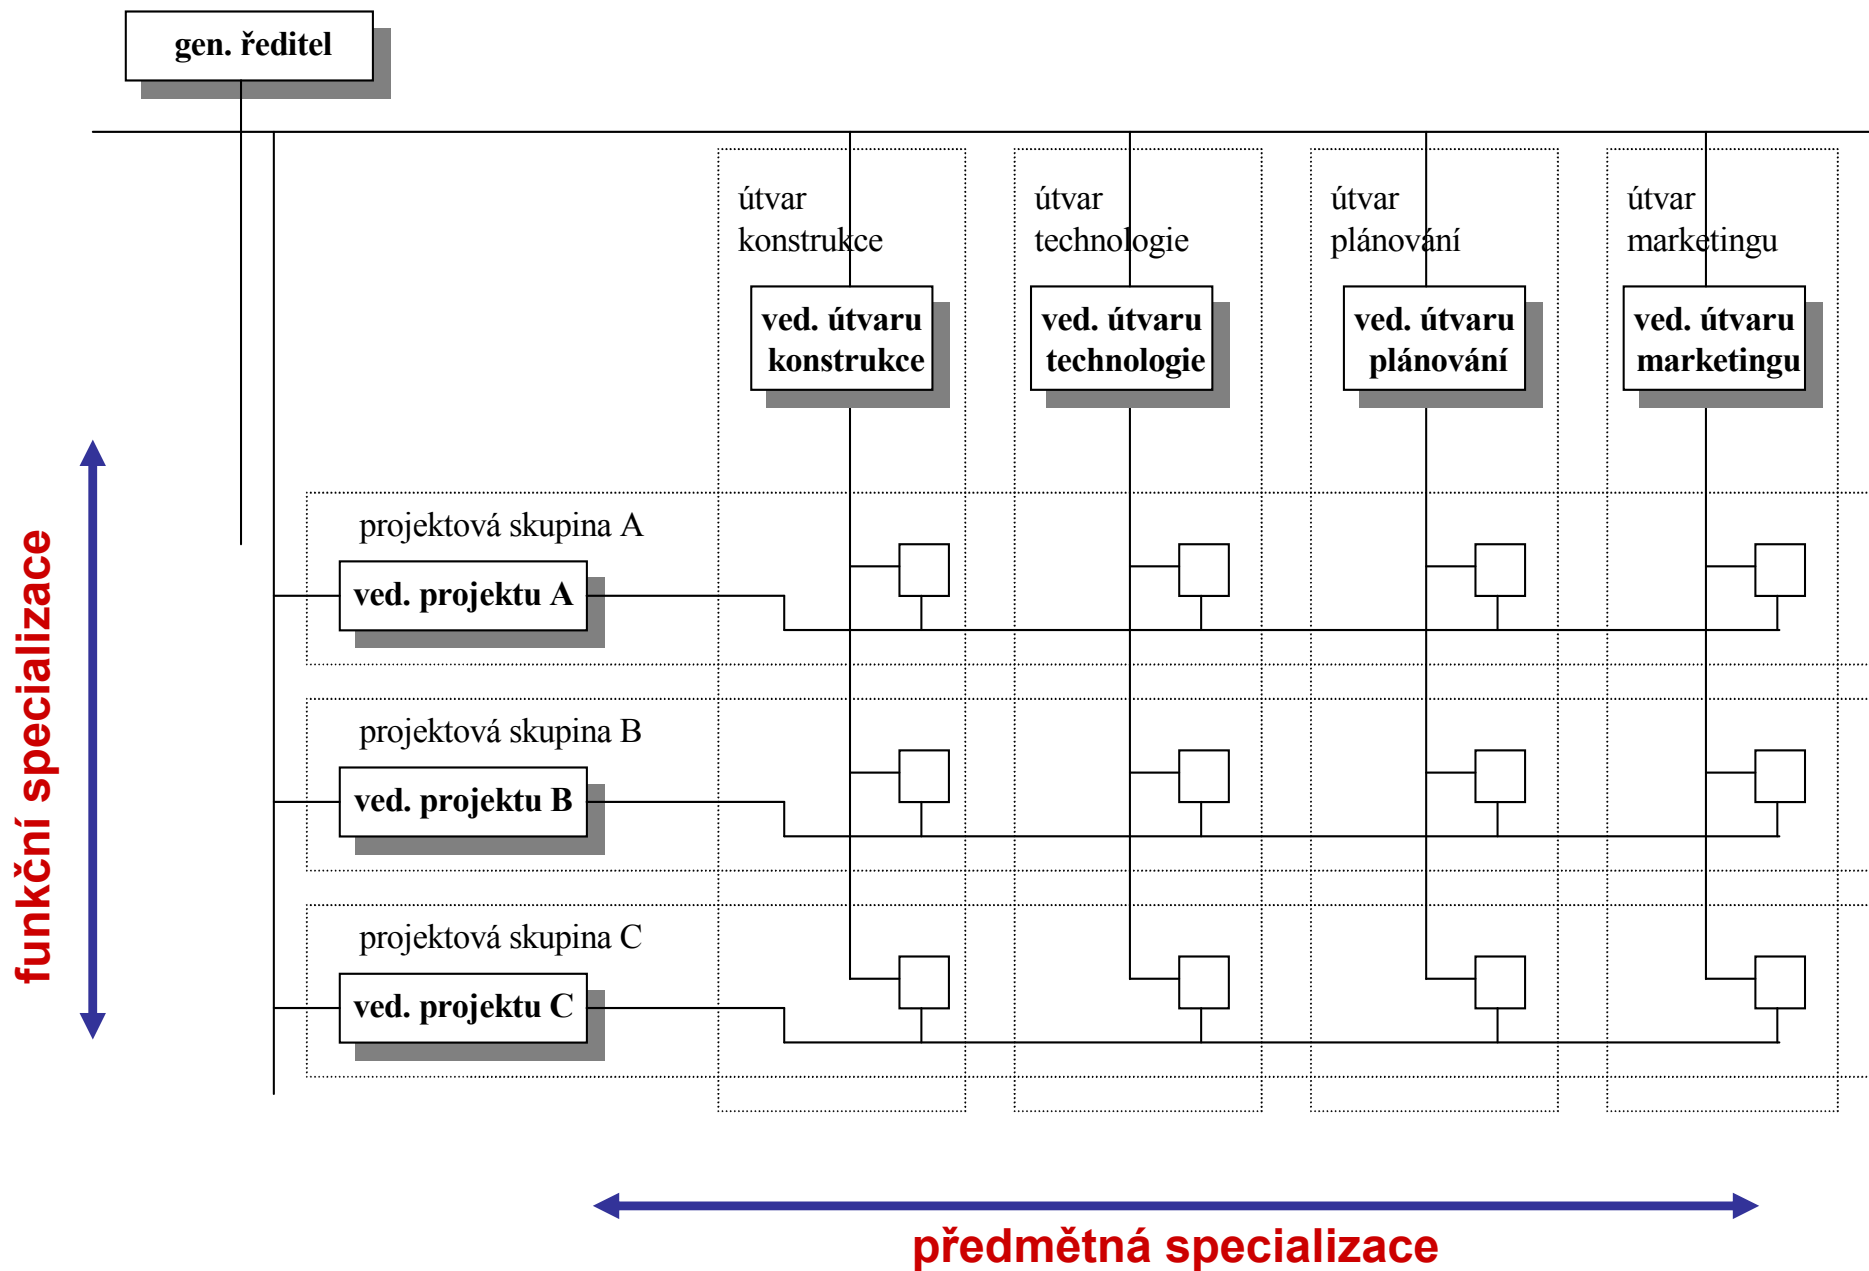 gen. ředitel
útvar
konstrukce
útvar
technologie
útvar
plánování
útvar
marketingu
ved. útvaru
konstrukce
ved. útvaru
technologie
ved. útvaru
plánování
ved. útvaru
marketingu
projektová skupina A
ved. projektu A
projektová skupina B
ved. projektu B
projektová skupina C
ved. projektu C
funkční specializace
předmětná specializace